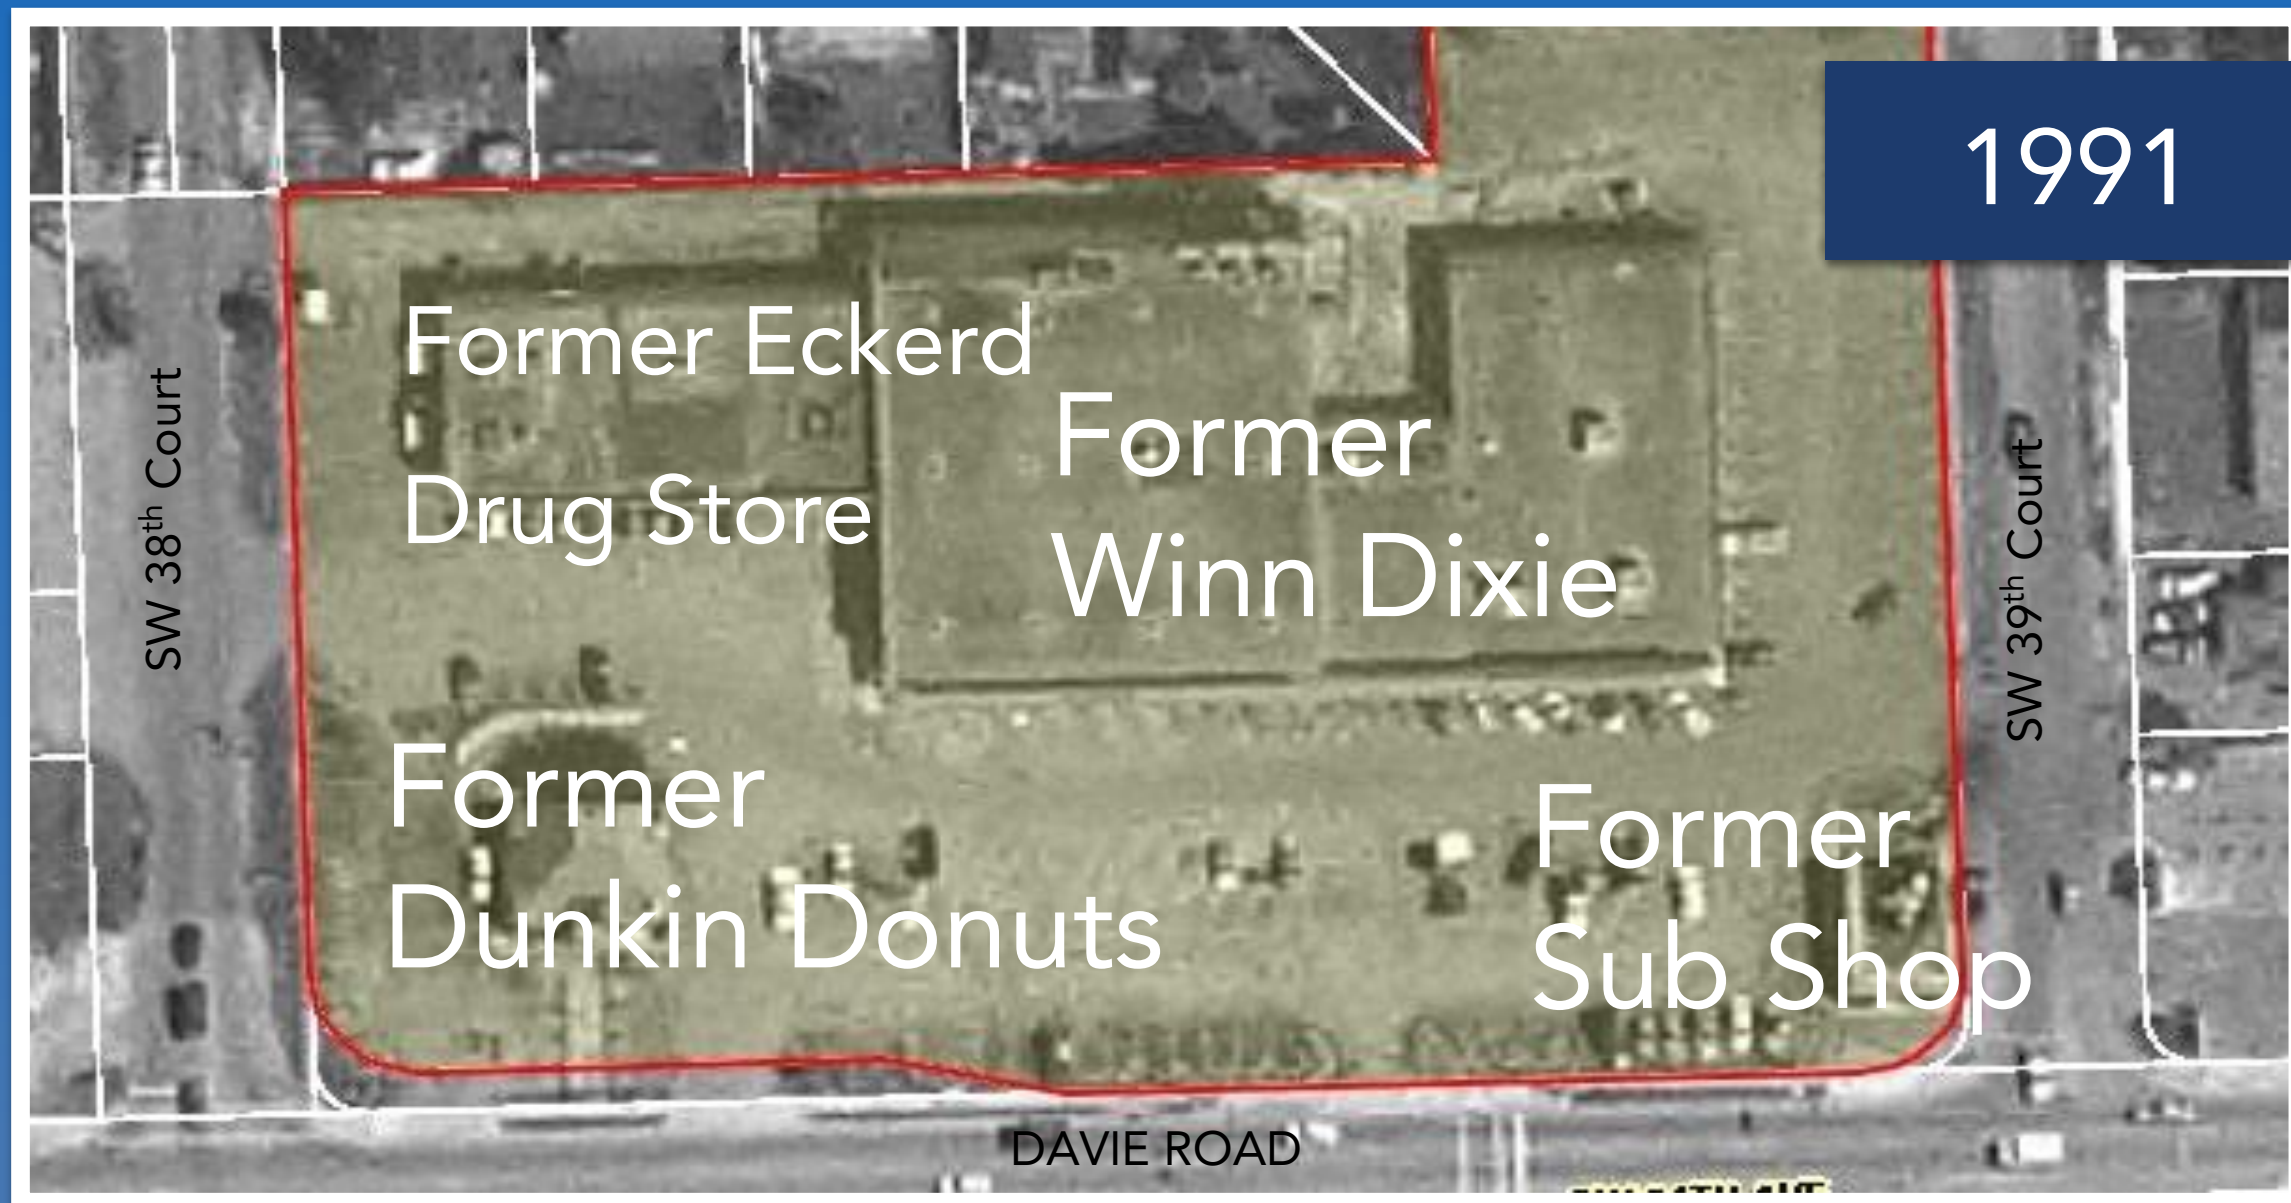 1991
Former Eckerd
Drug Store
Former
Winn Dixie
SW 38th Court
SW 39th Court
Former
Dunkin Donuts
Former
Sub Shop
DAVIE ROAD